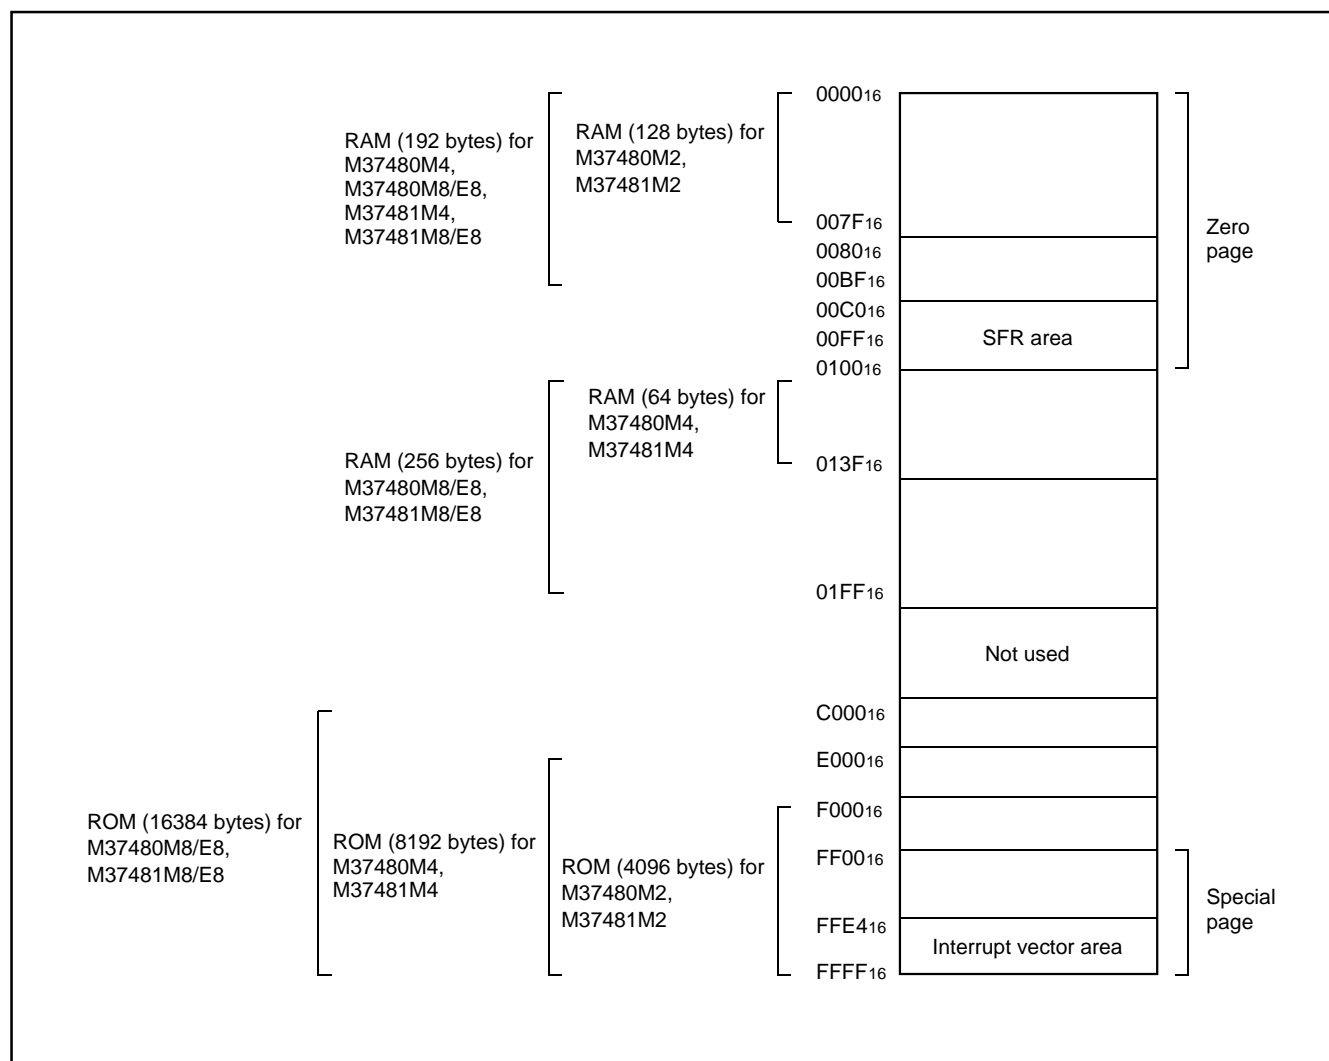 RAM (192 bytes) for
M37480M4,
M37480M8/E8,
M37481M4,
M37481M8/E8
RAM (128 bytes) for
M37480M2,
M37481M2
0000₁₆
007F₁₆
0080₁₆
00BF₁₆
00C0₁₆
00FF₁₆
0100₁₆
SFR area
Zero
page
RAM (256 bytes) for
M37480M8/E8,
M37481M8/E8
RAM (64 bytes) for
M37480M4,
M37481M4
013F₁₆
01FF₁₆
Not used
ROM (16384 bytes) for
M37480M8/E8,
M37481M8/E8
ROM (8192 bytes) for
M37480M4,
M37481M4
ROM (4096 bytes) for
M37480M2,
M37481M2
C000₁₆
E000₁₆
F000₁₆
FF00₁₆
FFE4₁₆
FFFF₁₆
Interrupt vector area
Special
page